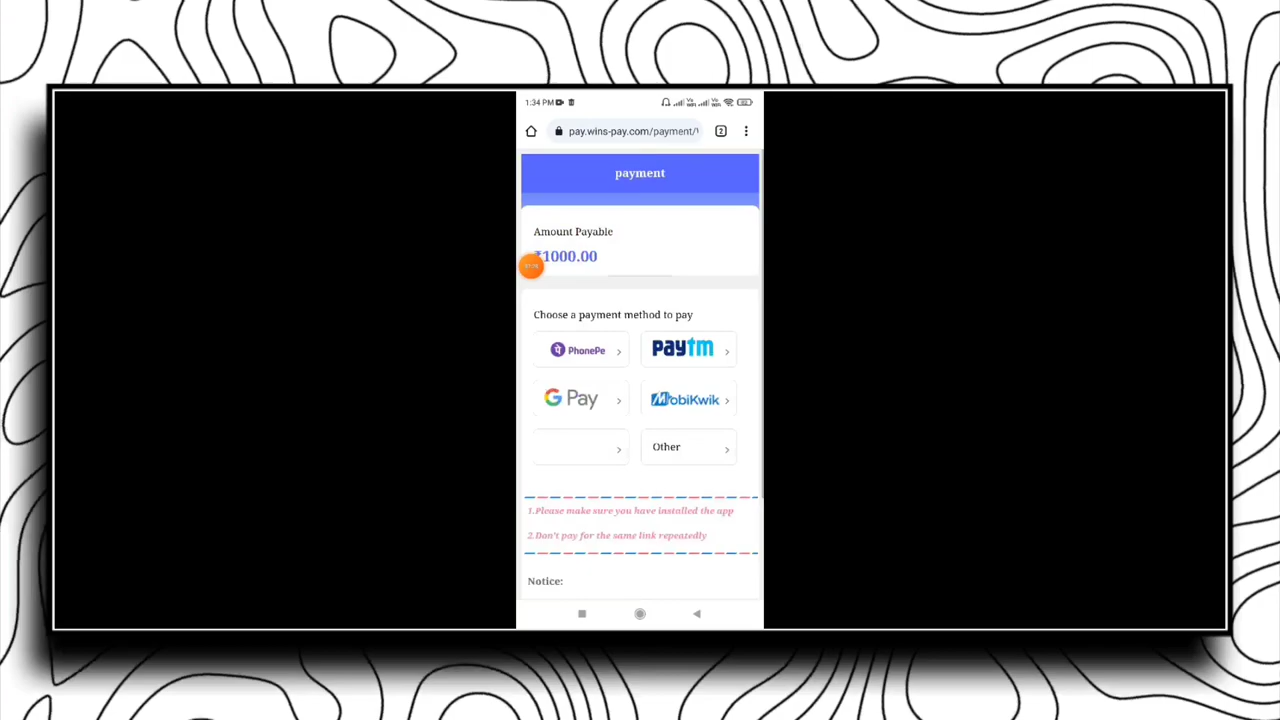 1:34 PM
pay.wins-pay.com/payment/
2
payment
Amount Payable
₹1000.00
Choose a payment method to pay
PhonePe
paytm
G Pay
MobiKwik
Other
1.Please make sure you have installed the app
2.Don't pay for the same link repeatedly
Notice: